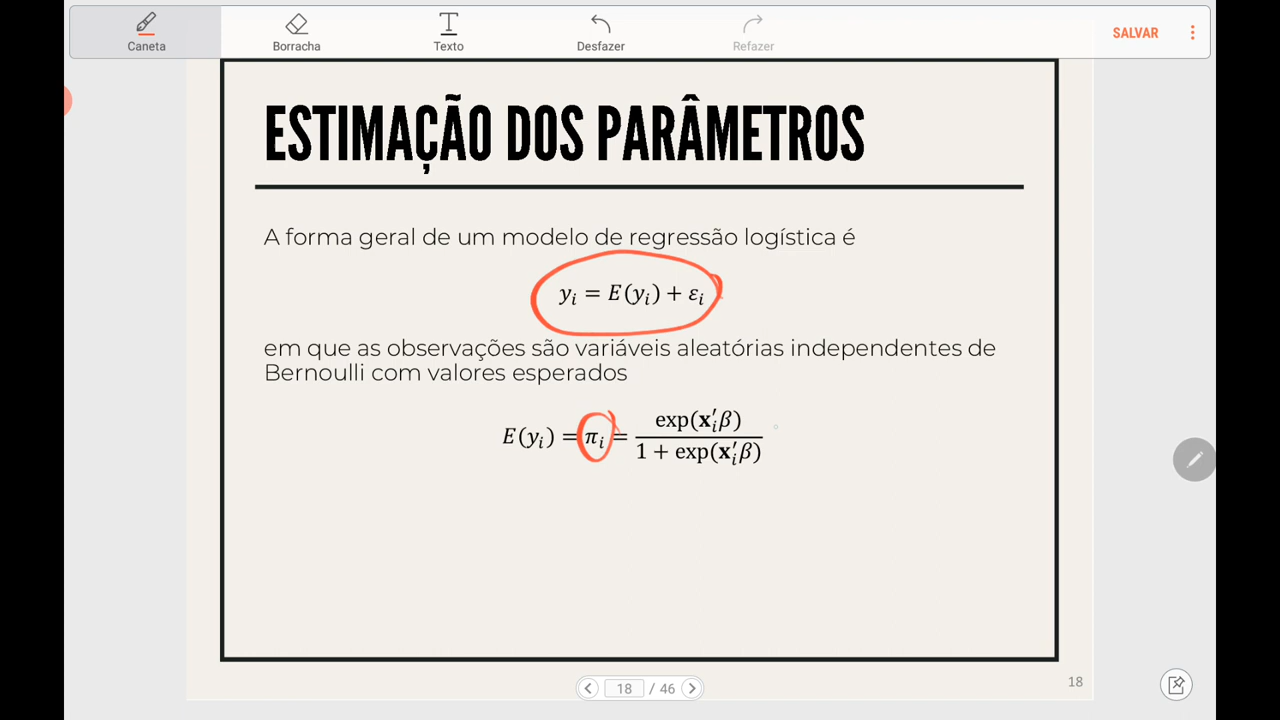 Caneta
Borracha
Texto
Desfazer
Refazer
SALVAR
ESTIMAÇÃO DOS PARÂMETROS
A forma geral de um modelo de regressão logística é
yᵢ = E(yᵢ) + εᵢ
em que as observações são variáveis aleatórias independentes de
Bernoulli com valores esperados
E(yᵢ) = πᵢ = exp(𝐱ᵢ′β) / 1 + exp(𝐱ᵢ′β)
18
18 / 46